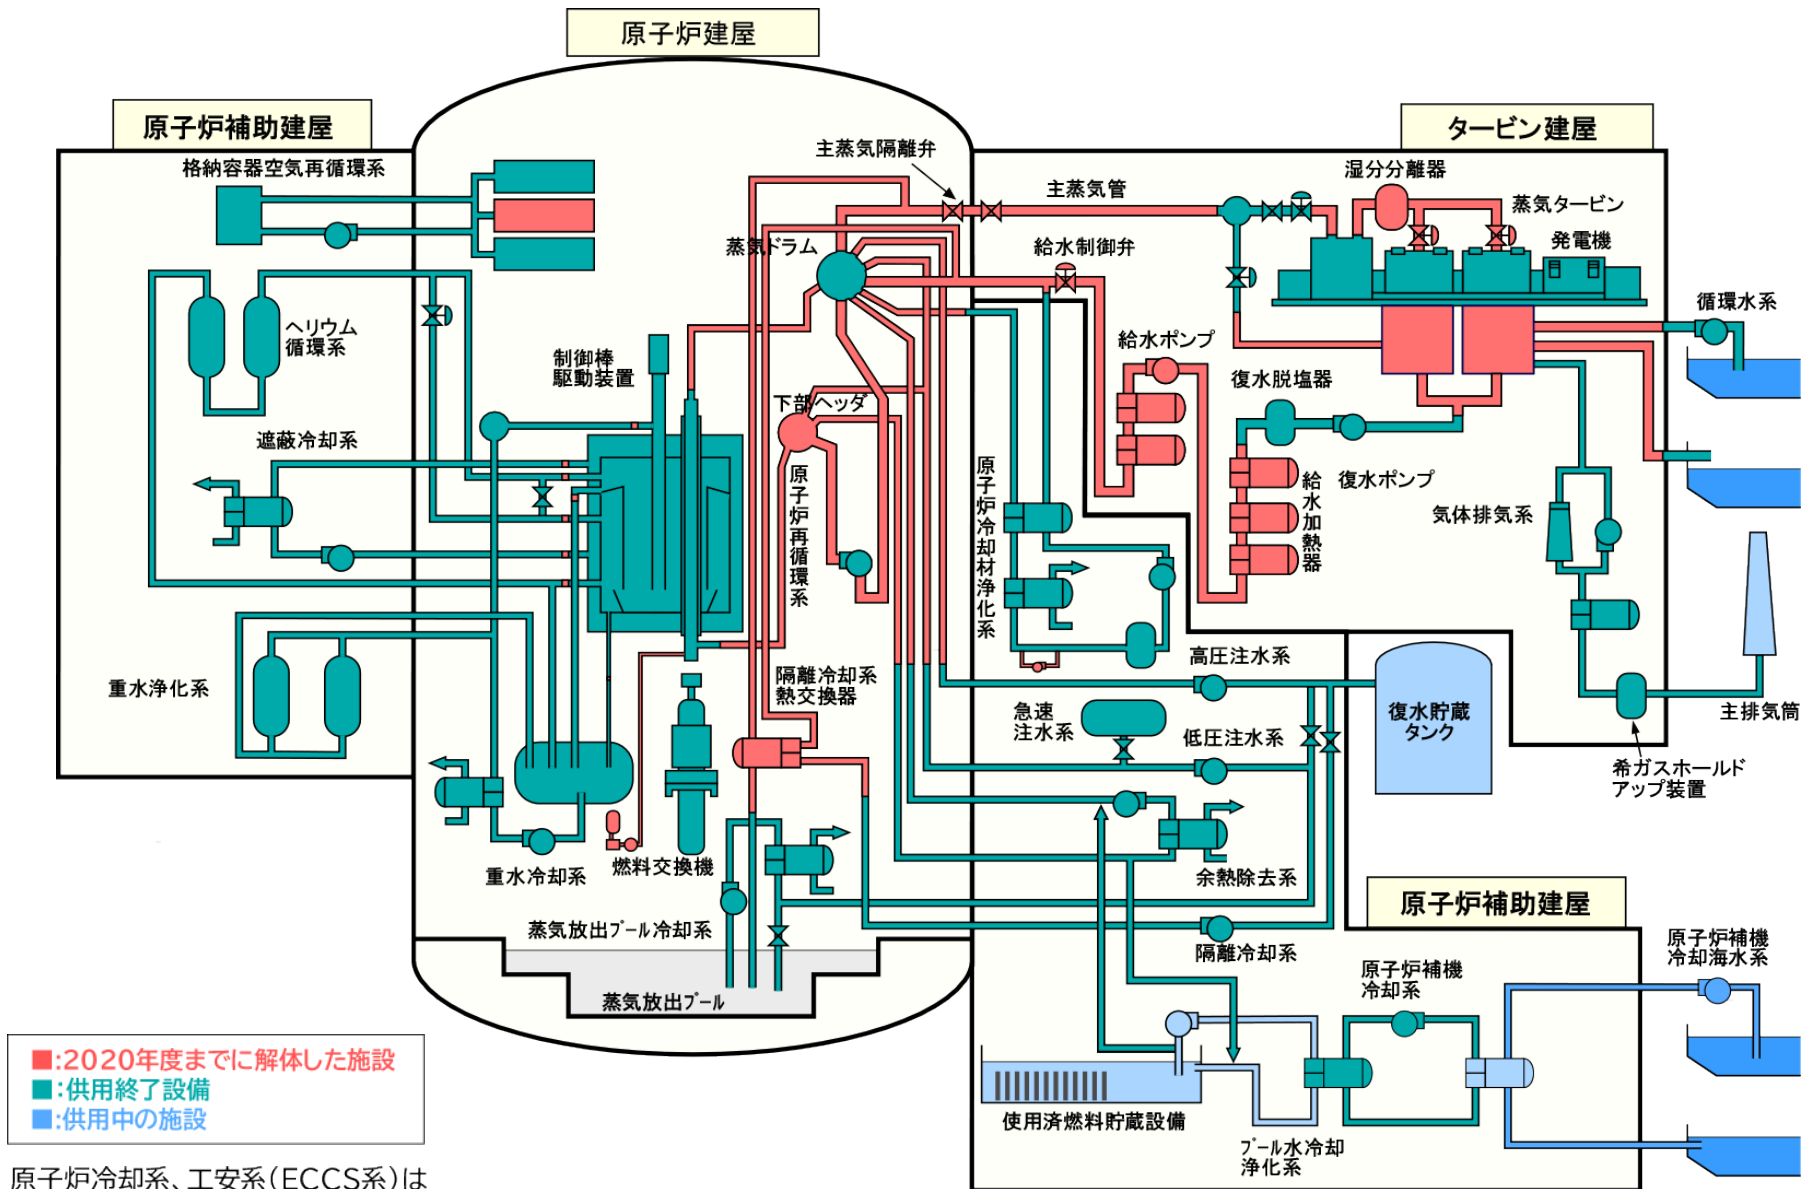 原子炉建屋
原子炉補助建屋
タービン建屋
格納容器空気再循環系
主蒸気隔離弁
主蒸気管
湿分分離器
蒸気タービン
発電機
蒸気ドラム
給水制御弁
循環水系
ヘリウム
循環系
制御棒
駆動装置
給水ポンプ
復水脱塩器
下部ヘッダ
遮蔽冷却系
原子炉再循環系
原子炉冷却材浄化系
給水加熱器
復水ポンプ
気体排気系
高圧注水系
隔離冷却系
熱交換器
重水浄化系
急速
注水系
低圧注水系
復水貯蔵
タンク
主排気筒
希ガスホールド
アップ装置
重水冷却系
燃料交換機
余熱除去系
原子炉補助建屋
蒸気放出プール冷却系
隔離冷却系
原子炉補機
冷却海水系
原子炉補機
冷却系
蒸気放出プール
使用済燃料貯蔵設備
プール水冷却
浄化系
■:2020年度までに解体した施設
■:供用終了設備
■:供用中の施設
原子炉冷却系、工安系(ECCS系)は